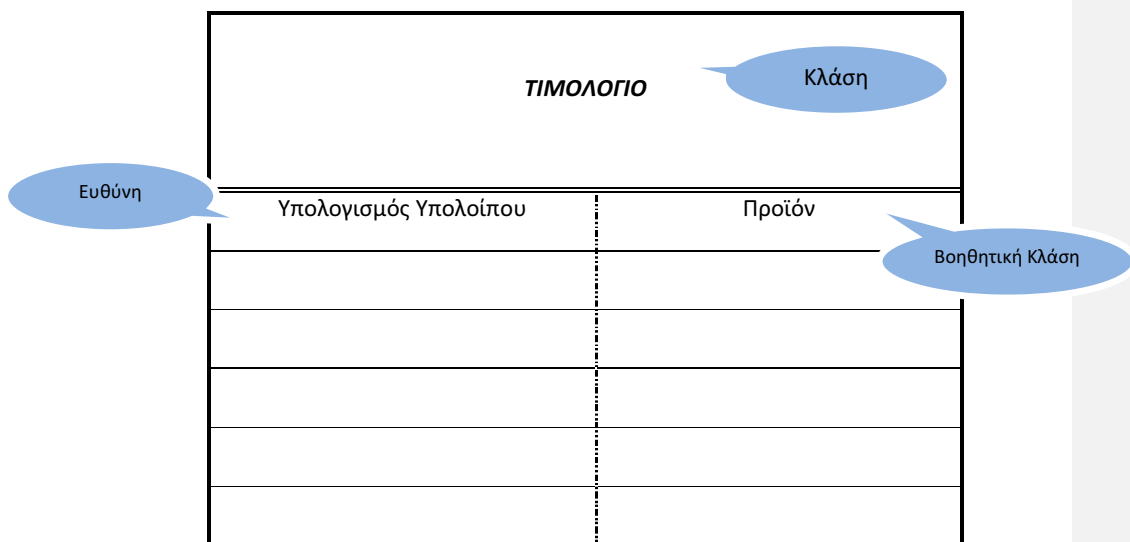 ΤΙΜΟΛΟΓΙΟ
Κλάση
Ευθύνη
Υπολογισμός Υπολοίπου
Προϊόν
Βοηθητική Κλάση